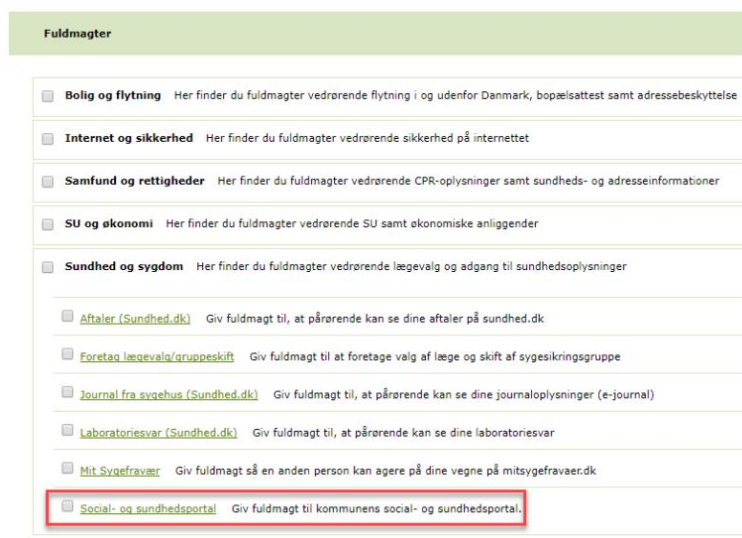 Fuldmagter
Bolig og flytning Her finder du fuldmagter vedrørende flytning i og udenfor Danmark, bopælsattest samt adressebeskyttelse
Internet og sikkerhed Her finder du fuldmagter vedrørende sikkerhed på internettet
Samfund og rettigheder Her finder du fuldmagter vedrørende CPR-oplysninger samt sundheds- og adresseinformationer
SU og økonomi Her finder du fuldmagter vedrørende SU samt økonomiske anliggender
Sundhed og sygdom Her finder du fuldmagter vedrørende lægevalg og adgang til sundhedsoplysninger
Aftaler (Sundhed.dk) Giv fuldmagt til, at pårørende kan se dine aftaler på sundhed.dk
Foretag lægevalg/gruppeskift Giv fuldmagt til at foretage valg af læge og skift af sygesikringsgruppe
Journal fra sygehus (Sundhed.dk) Giv fuldmagt til, at pårørende kan se dine journaloplysninger (e-journal)
Laboratoriesvar (Sundhed.dk) Giv fuldmagt til, at pårørende kan se dine laboratoriesvar
Mit Sygefravær Giv fuldmagt så en anden person kan agere på dine vegne på mitsygefravaer.dk
Social- og sundhedsportal Giv fuldmagt til kommunens social- og sundhedsportal.